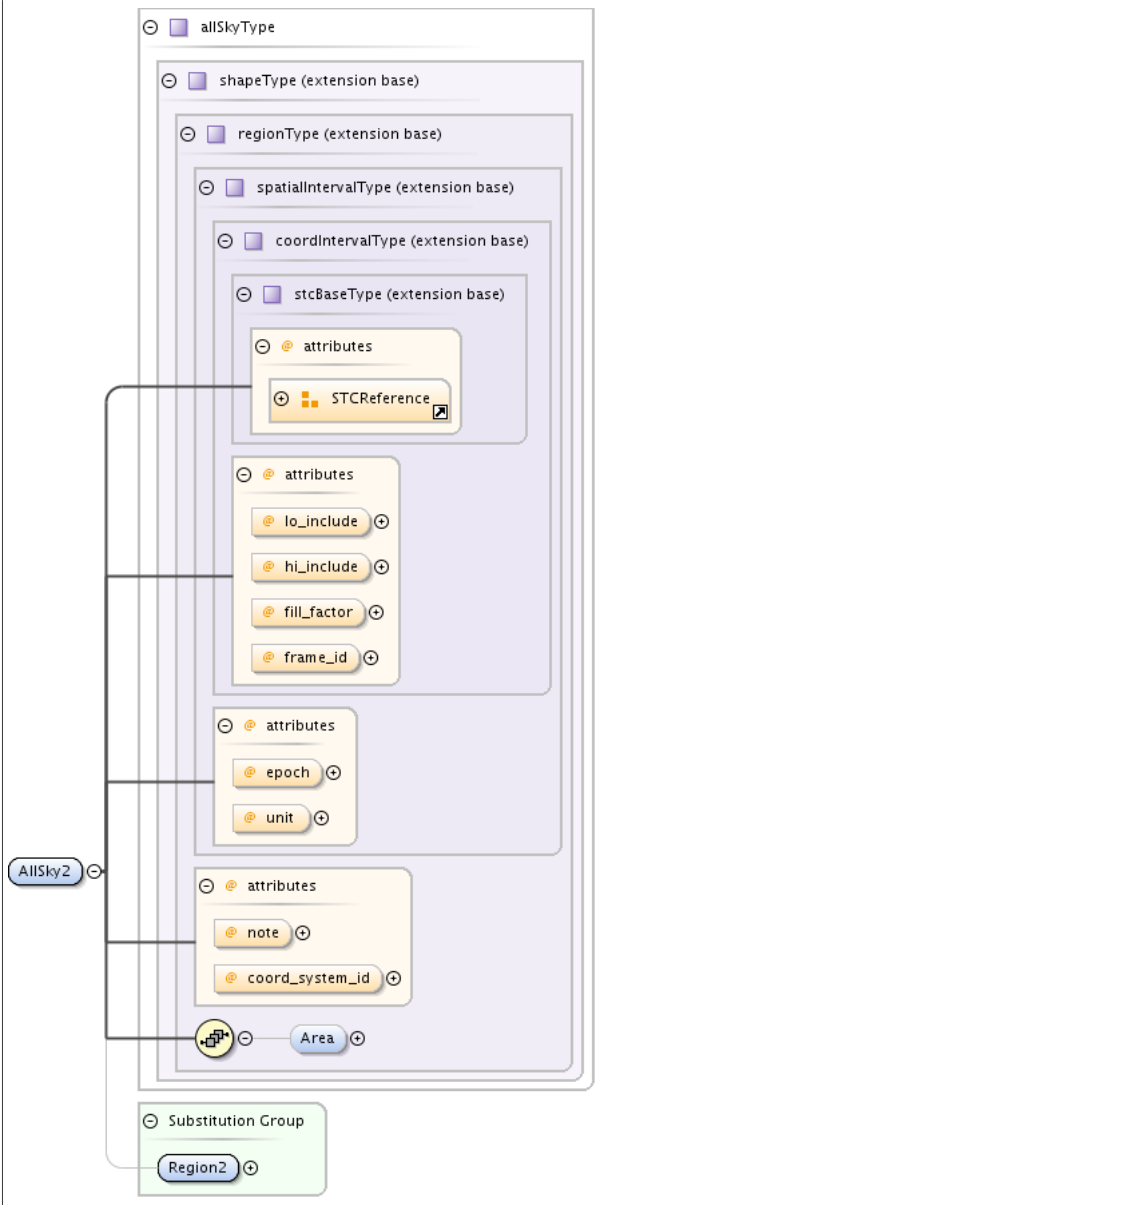 allSkyType
shapeType (extension base)
regionType (extension base)
spatialIntervalType (extension base)
coordIntervalType (extension base)
stcBaseType (extension base)
@ attributes
STCReference
@ attributes
@ lo_include
@ hi_include
@ fill_factor
@ frame_id
@ attributes
@ epoch
@ unit
AllSky2
@ attributes
@ note
@ coord_system_id
Area
Substitution Group
Region2